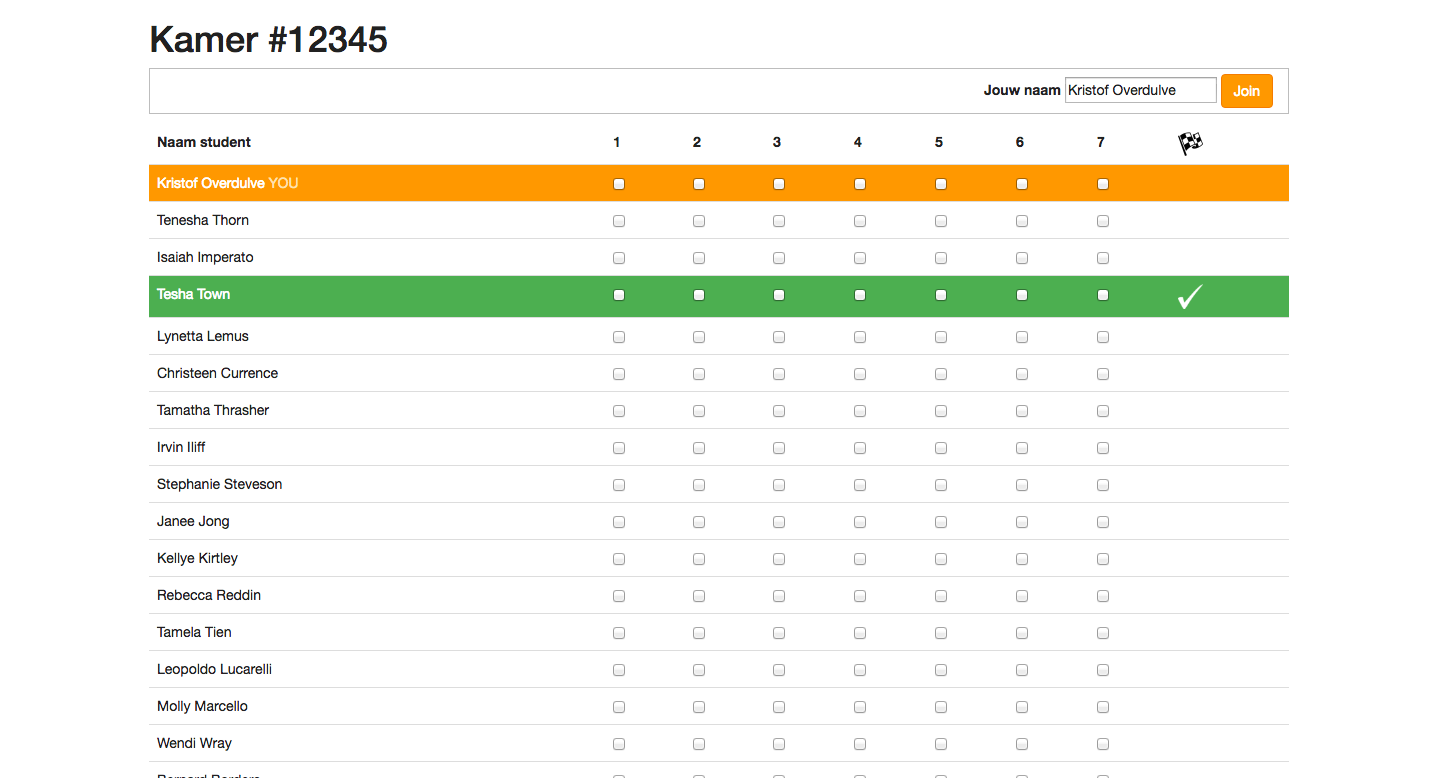 Kamer #12345
Jouw naam Kristof Overdulve Join
Naam student 1 2 3 4 5 6 7
Kristof Overdulve YOU
Tenesha Thorn
Isaiah Imperato
Tesha Town
Lynetta Lemus
Christeen Currence
Tamatha Thrasher
Irvin Iliff
Stephanie Steveson
Janee Jong
Kellye Kirtley
Rebecca Reddin
Tamela Tien
Leopoldo Lucarelli
Molly Marcello
Wendi Wray